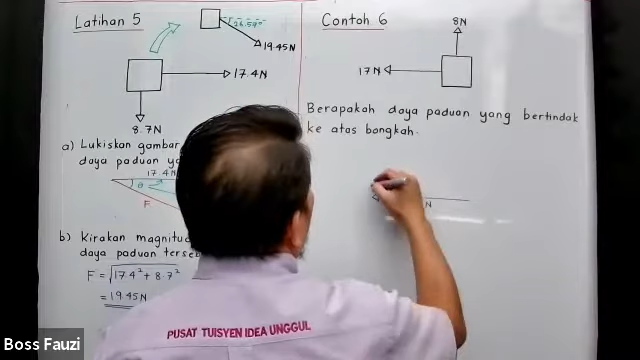 Latihan 5
26.57°
19.45N
17.4N
8.7N
a) Lukiskan gambar
daya paduan
17.4N
θ
F
b) Kirakan magnitud
daya paduan
F = √17.4² + 8.7²
= 19.45N
Contoh 6
8N
17N
Berapakah daya paduan yang bertindak
ke atas bongkah.
N
PUSAT TUISYEN IDEA UNGGUL
Boss Fauzi